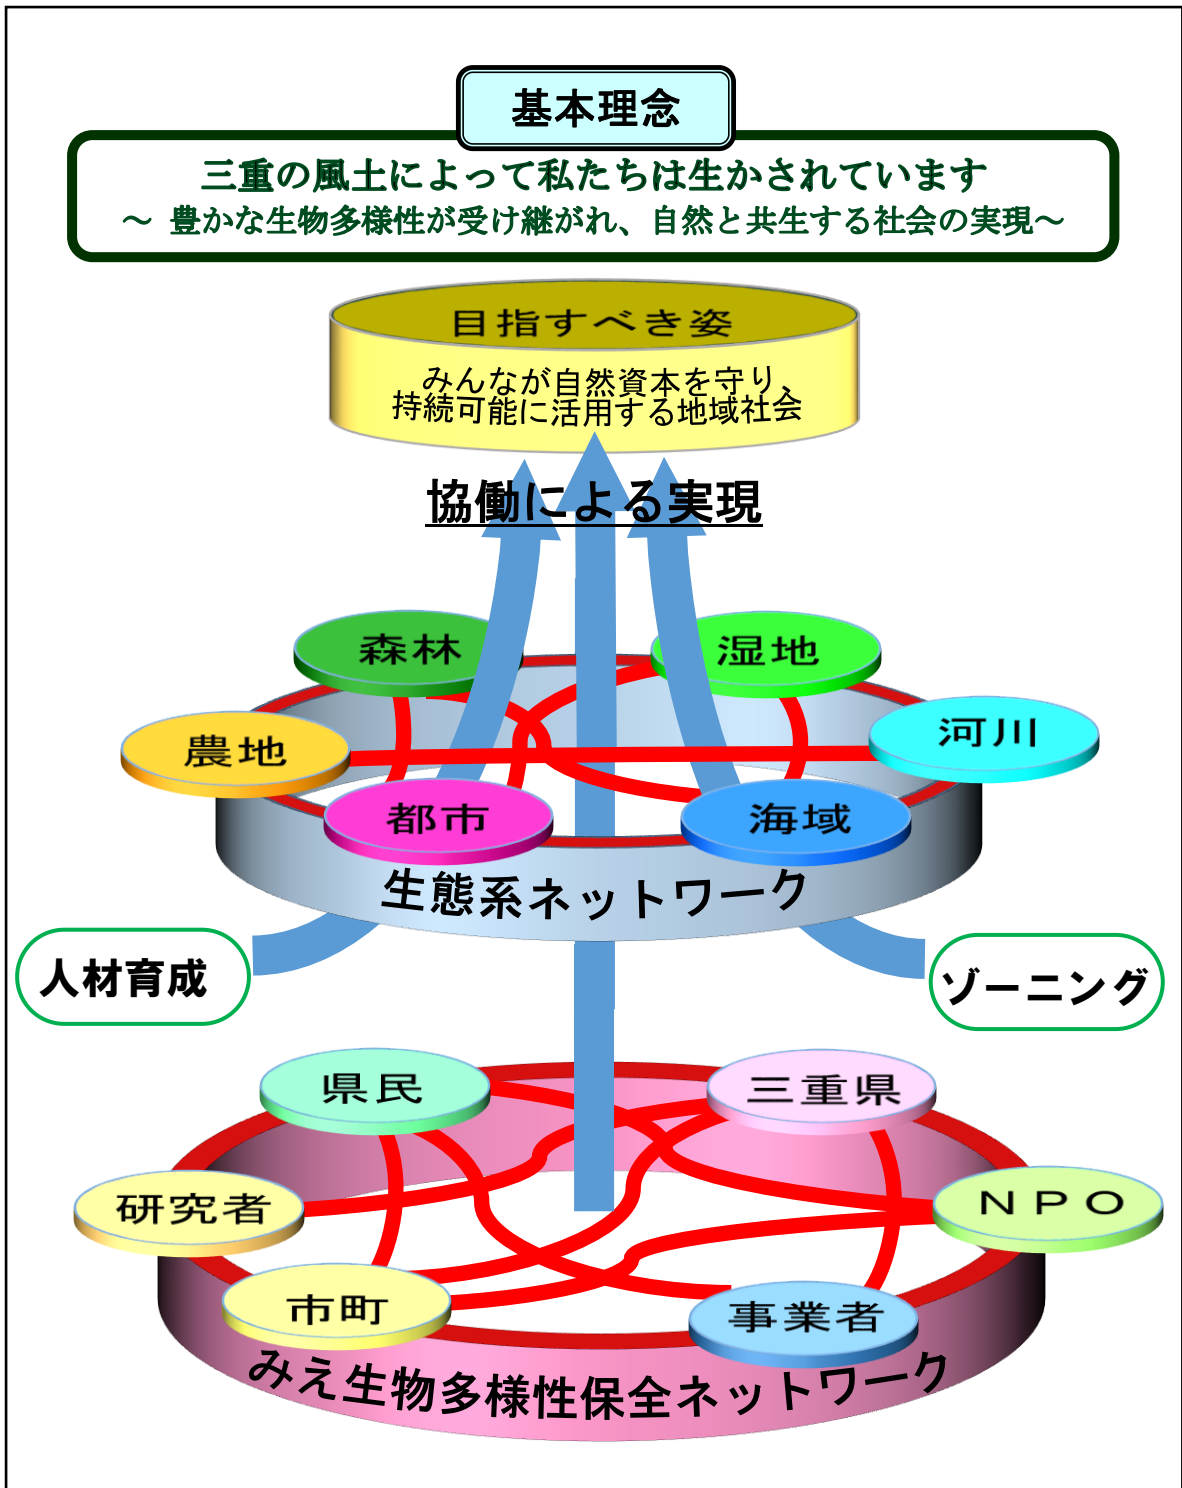 基本理念
三重の風土によって私たちは生かされています
～ 豊かな生物多様性が受け継がれ、自然と共生する社会の実現～
目指すべき姿
みんなが自然資本を守り、
持続可能に活用する地域社会
協働による実現
森林
湿地
農地
河川
都市
海域
生態系ネットワーク
人材育成
ゾーニング
県民
三重県
研究者
ＮＰＯ
市町
事業者
みえ生物多様性保全ネットワーク